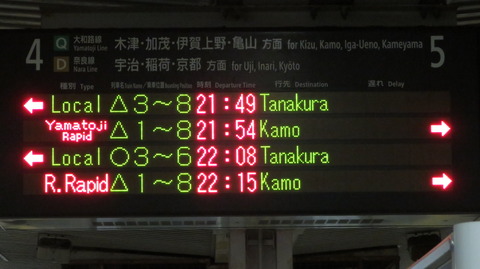 4 Q 大和路線 Yamatoji Line 木津・加茂・伊賀上野・亀山 方面 for Kizu, Kamo, Iga-Ueno, Kameyama 5
D 奈良線 Nara Line 宇治・稲荷・京都 方面 for Uji, Inari, Kyōto
種別 Type 時刻 Departure Time 行先 Destination 遅れ Delay
← Local △ 3～8 21:49 Tanakura
Yamatoji Rapid △ 1～8 21:54 Kamo →
← Local ○ 3～6 22:08 Tanakura
R.Rapid △ 1～8 22:15 Kamo →